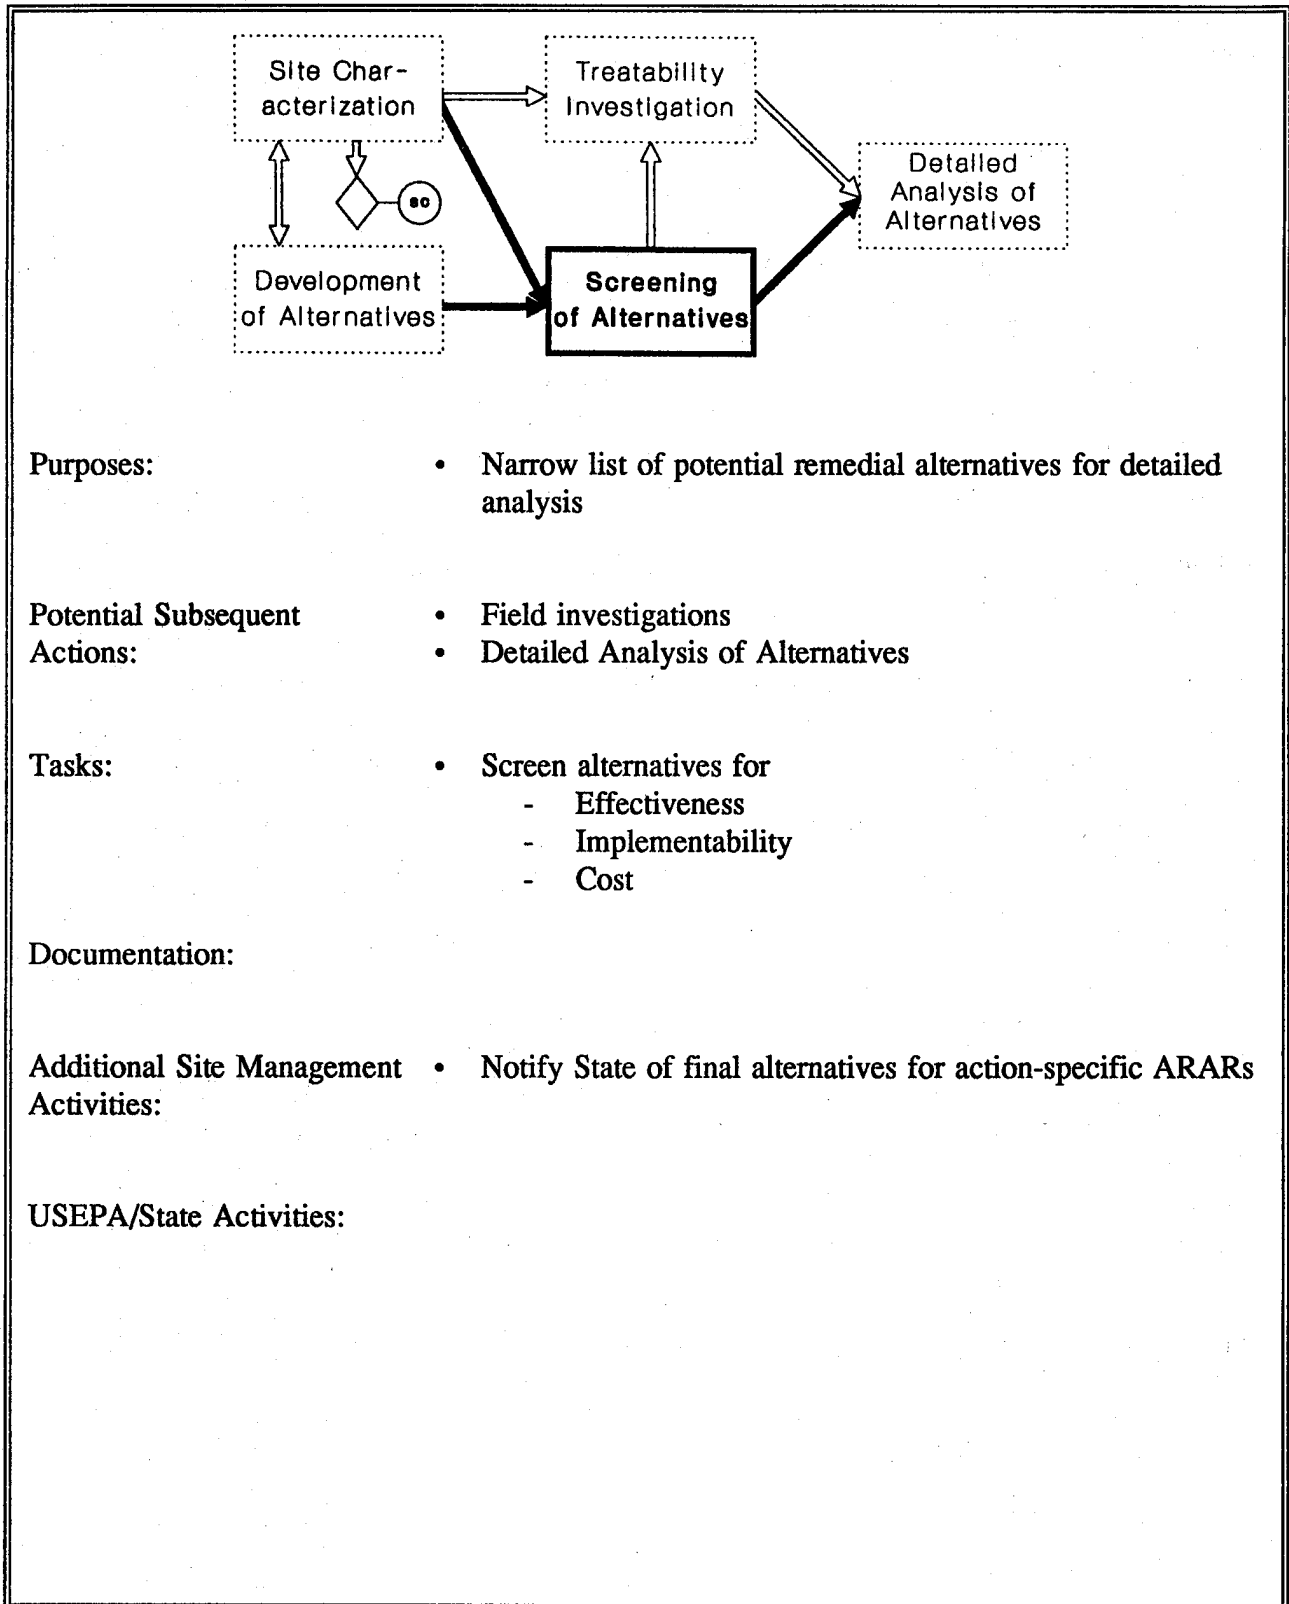 Site Char-
acterization
Treatability
Investigation
Detailed
Analysis of
Alternatives
sc
Development
of Alternatives
Screening
of Alternatives
Purposes:
• Narrow list of potential remedial alternatives for detailed
analysis
Potential Subsequent
Actions:
• Field investigations
• Detailed Analysis of Alternatives
Tasks:
• Screen alternatives for
- Effectiveness
- Implementability
- Cost
Documentation:
Additional Site Management
Activities:
• Notify State of final alternatives for action-specific ARARs
USEPA/State Activities: